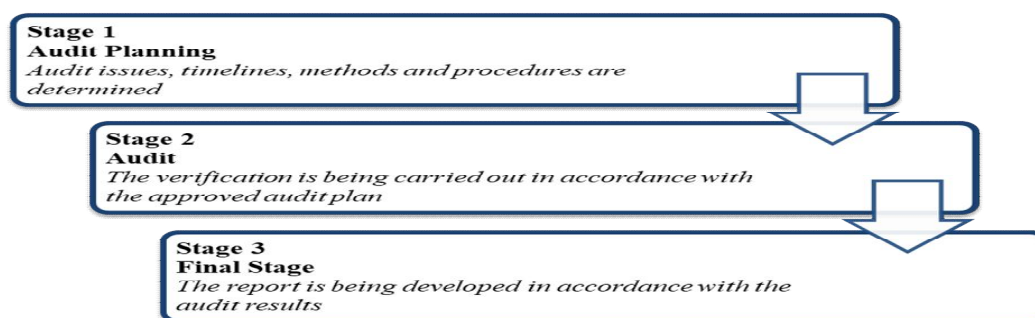 Stage 1
Audit Planning
Audit issues, timelines, methods and procedures are
determined
Stage 2
Audit
The verification is being carried out in accordance with
the approved audit plan
Stage 3
Final Stage
The report is being developed in accordance with the
audit results